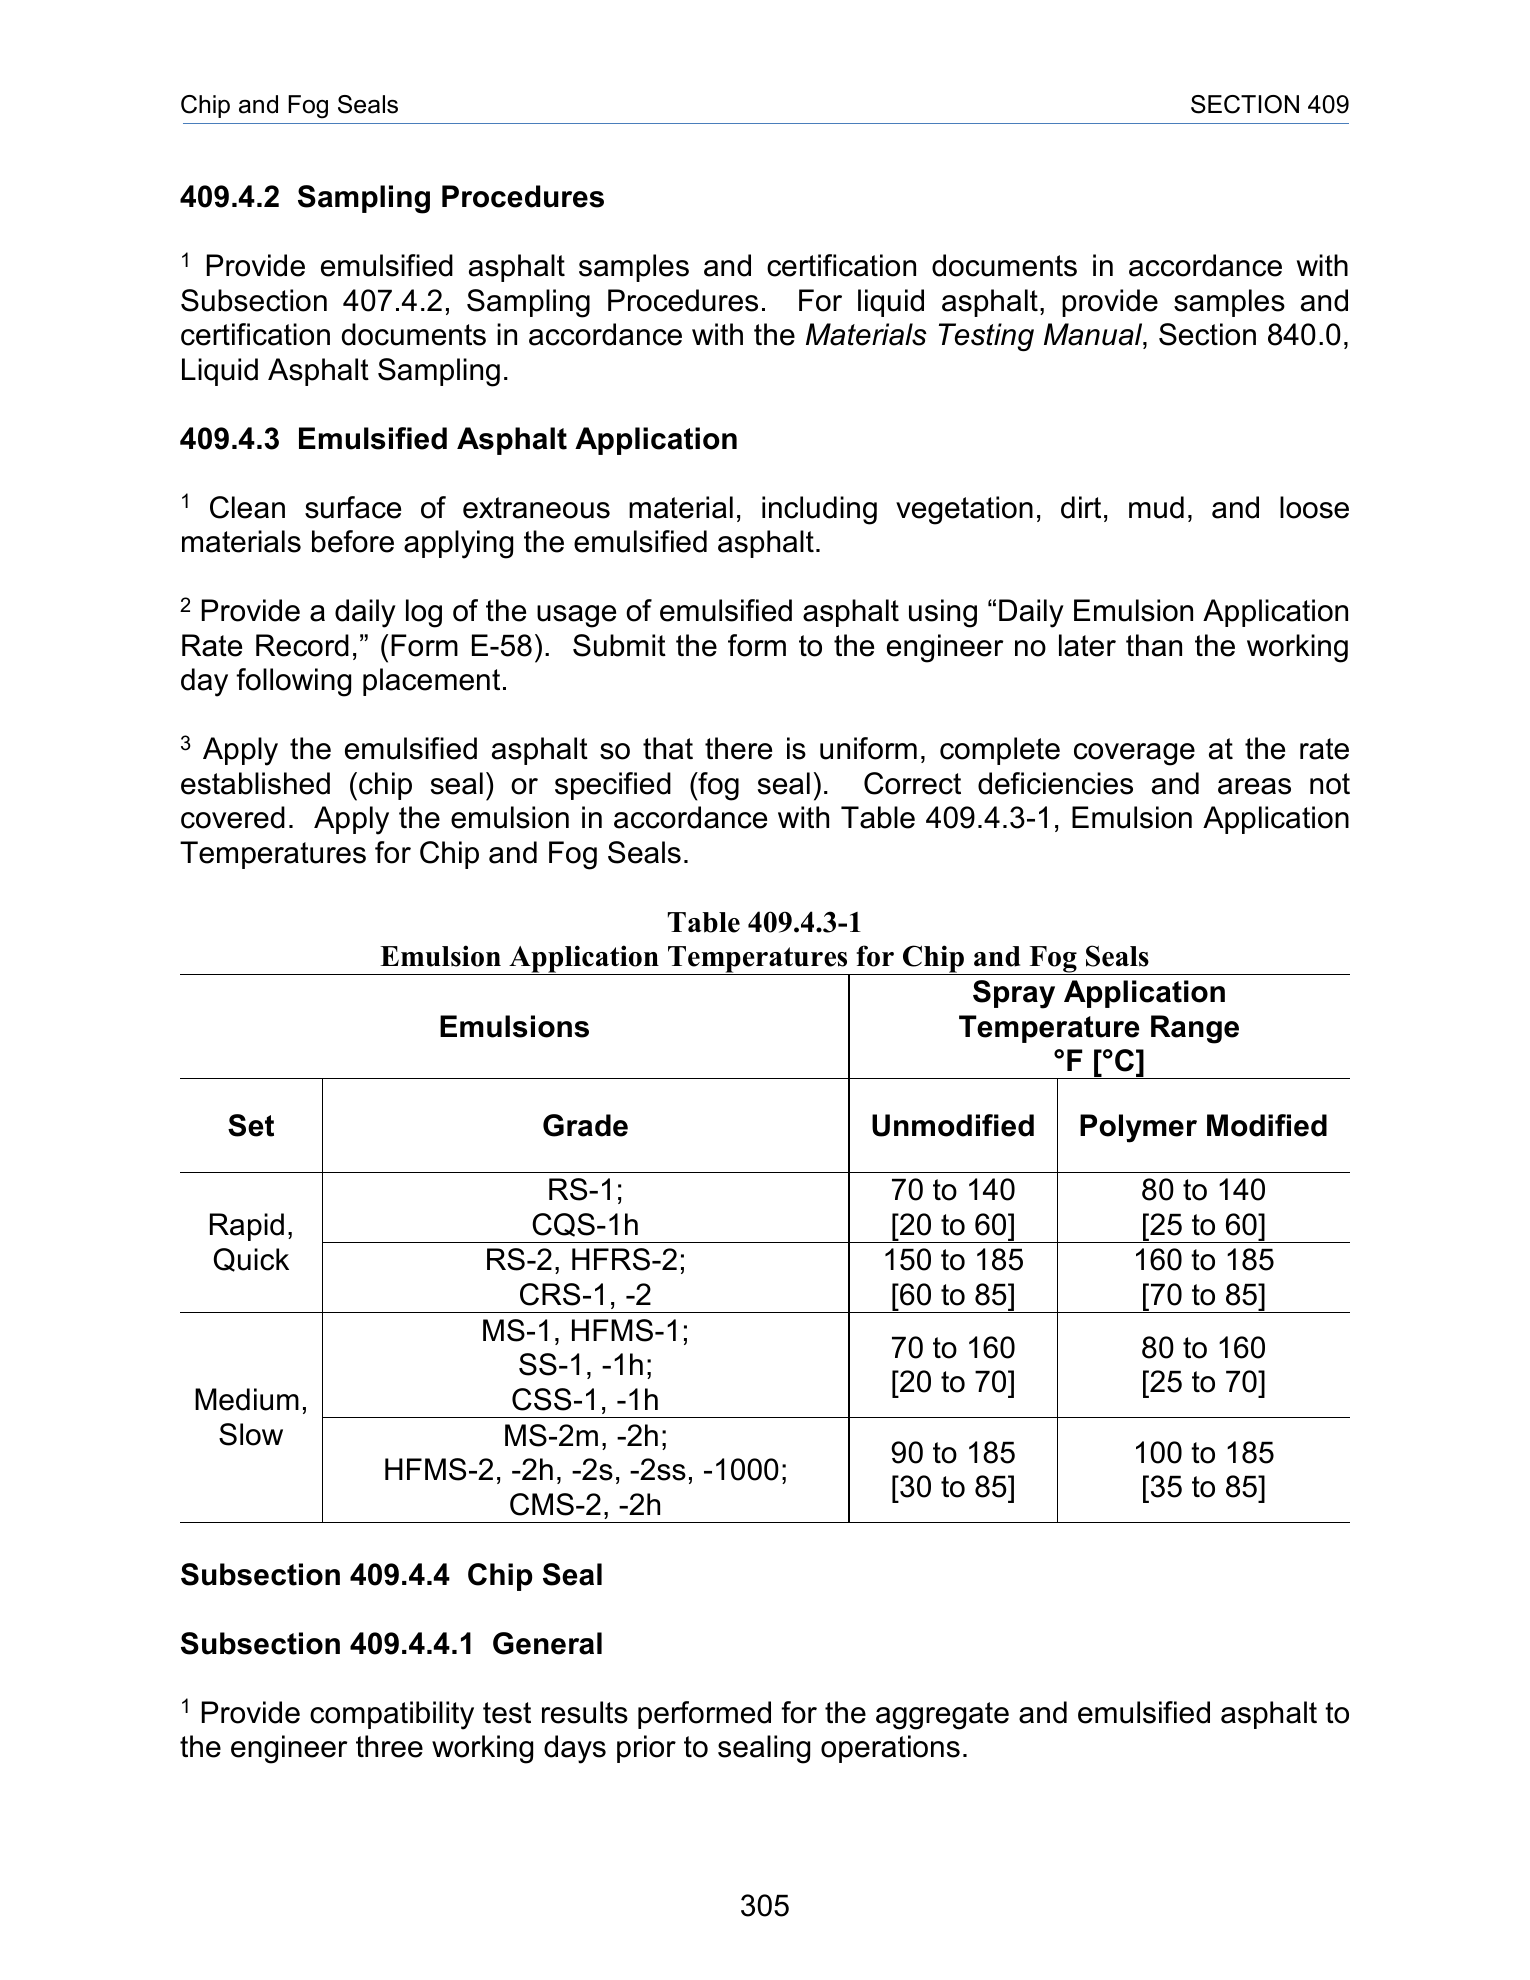 Chip and Fog Seals SECTION 409
409.4.2 Sampling Procedures
1 Provide emulsified asphalt samples and certification documents in accordance with
Subsection 407.4.2, Sampling Procedures. For liquid asphalt, provide samples and
certification documents in accordance with the Materials Testing Manual, Section 840.0,
Liquid Asphalt Sampling.
409.4.3 Emulsified Asphalt Application
1 Clean surface of extraneous material, including vegetation, dirt, mud, and loose
materials before applying the emulsified asphalt.
2 Provide a daily log of the usage of emulsified asphalt using “Daily Emulsion Application
Rate Record,” (Form E-58). Submit the form to the engineer no later than the working
day following placement.
3 Apply the emulsified asphalt so that there is uniform, complete coverage at the rate
established (chip seal) or specified (fog seal). Correct deficiencies and areas not
covered. Apply the emulsion in accordance with Table 409.4.3-1, Emulsion Application
Temperatures for Chip and Fog Seals.
Table 409.4.3-1
Emulsion Application Temperatures for Chip and Fog Seals
Emulsions
Spray Application
Temperature Range
°F [°C]
Set Grade Unmodified Polymer Modified
Rapid,
Quick
RS-1;
CQS-1h
70 to 140
[20 to 60]
80 to 140
[25 to 60]
RS-2, HFRS-2;
CRS-1, -2
150 to 185
[60 to 85]
160 to 185
[70 to 85]
Medium,
Slow
MS-1, HFMS-1;
SS-1, -1h;
CSS-1, -1h
70 to 160
[20 to 70]
80 to 160
[25 to 70]
MS-2m, -2h;
HFMS-2, -2h, -2s, -2ss, -1000;
CMS-2, -2h
90 to 185
[30 to 85]
100 to 185
[35 to 85]
Subsection 409.4.4 Chip Seal
Subsection 409.4.4.1 General
1 Provide compatibility test results performed for the aggregate and emulsified asphalt to
the engineer three working days prior to sealing operations.
305